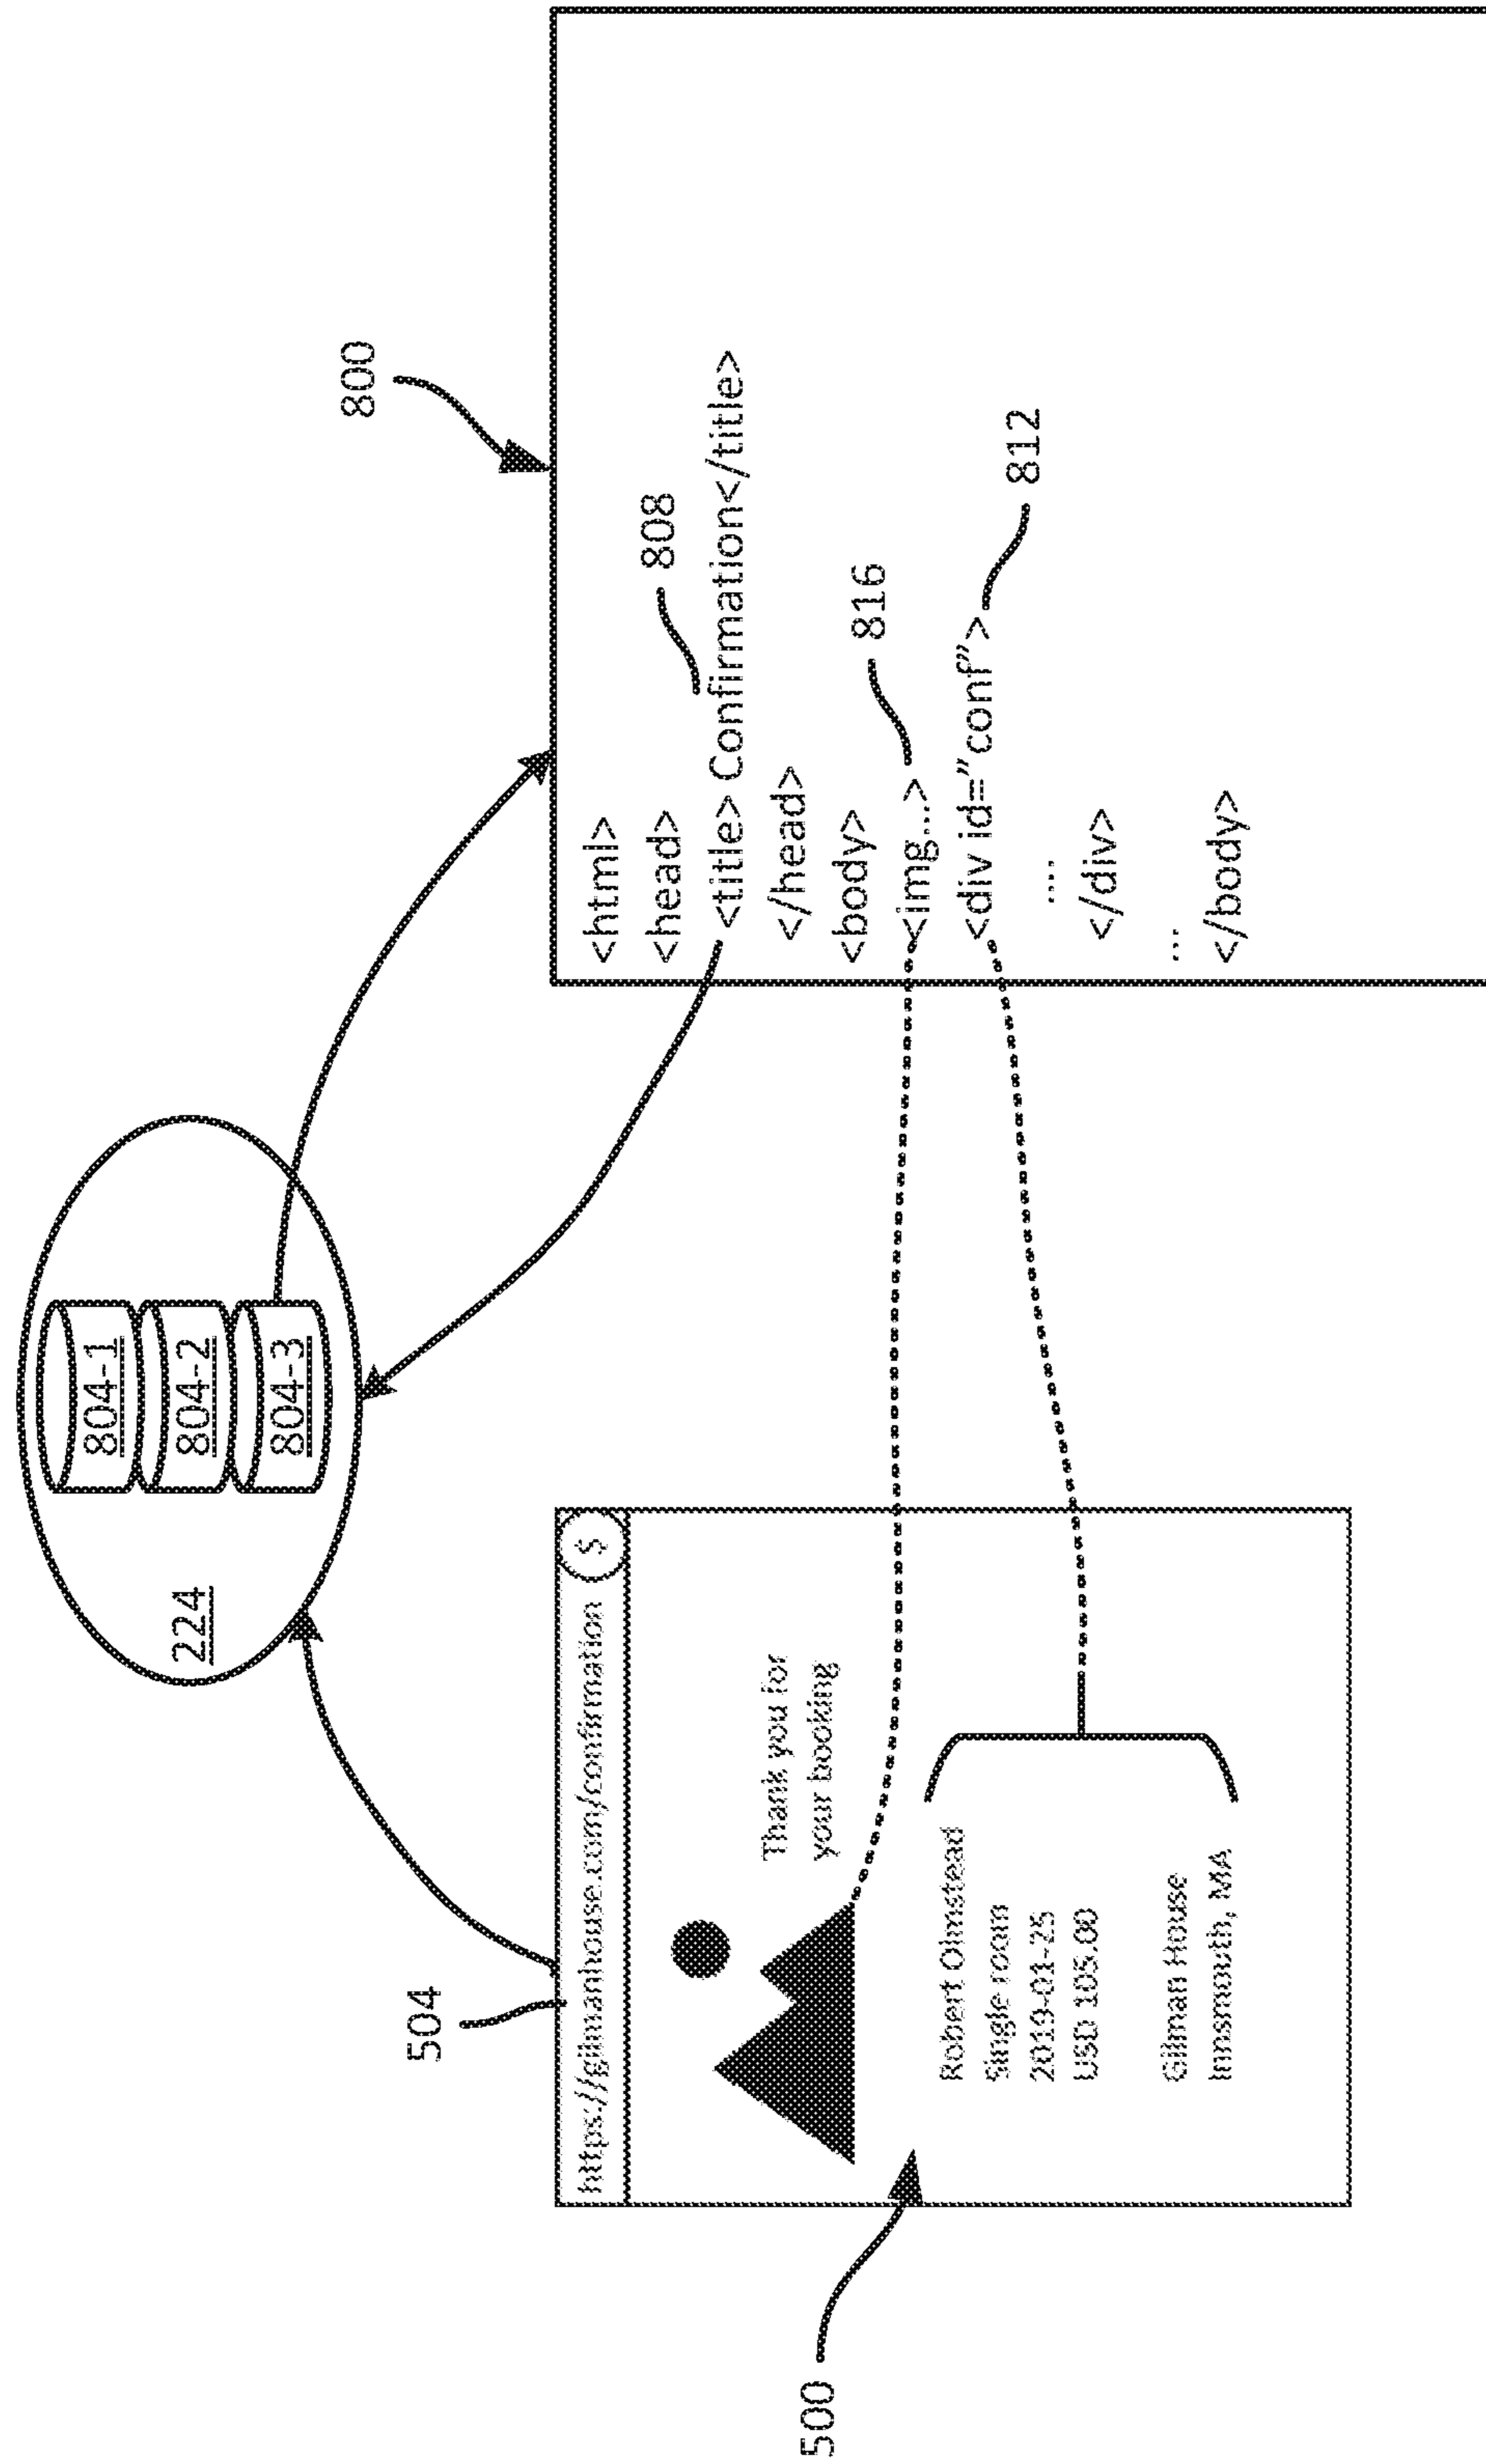 224
804-1
804-2
804-3
504
https://gilmanhouse.com/confirmation
$
Thank you for
your booking
Robert Olmstead
Single room
2019-01-25
USD 105.00
Gilman House
Innsmouth, MA
500
800
<html>
<head>
808
<title> Confirmation</title>
</head>
<body>
816
<img...>
<div id="conf">
812
....
</div>
...
</body>